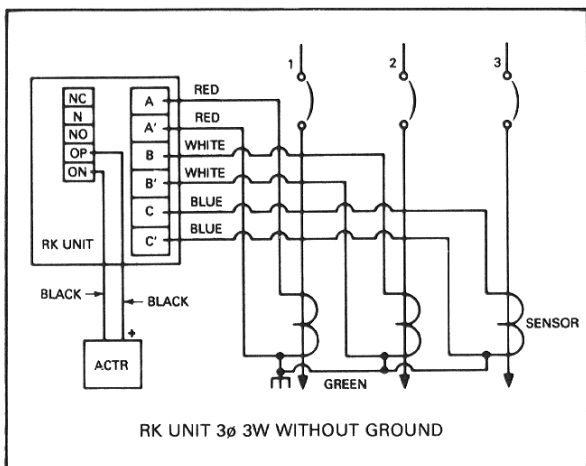 1
2
3
NC
N
NO
OP
ON
A
A'
B
B'
C
C'
RED
RED
WHITE
WHITE
BLUE
BLUE
RK UNIT
BLACK
BLACK
+
ACTR
SENSOR
GREEN
RK UNIT 3ø 3W WITHOUT GROUND